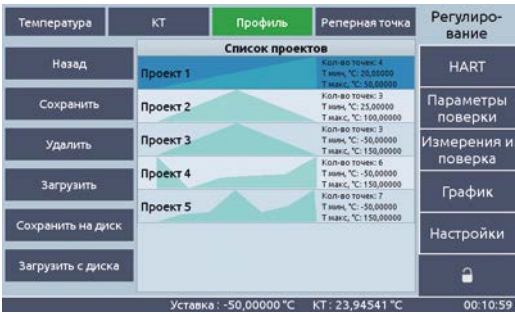 Температура КТ Профиль Реперная точка Регулиро-
вание
Список проектов
Назад
Сохранить
Удалить
Загрузить
Сохранить на диск
Загрузить с диска
Проект 1
Кол-во точек: 4
Т мин, °C: 20,00000
Т макс, °C: 50,00000
Проект 2
Кол-во точек: 3
Т мин, °C: 25,00000
Т макс, °C: 100,00000
Проект 3
Кол-во точек: 3
Т мин, °C: -50,00000
Т макс, °C: 150,00000
Проект 4
Кол-во точек: 6
Т мин, °C: -50,00000
Т макс, °C: 150,00000
Проект 5
Кол-во точек: 7
Т мин, °C: -50,00000
Т макс, °C: 150,00000
HART
Параметры
поверки
Измерения и
поверка
График
Настройки
Уставка : -50,00000 °C КТ : 23,94541 °C 00:10:59